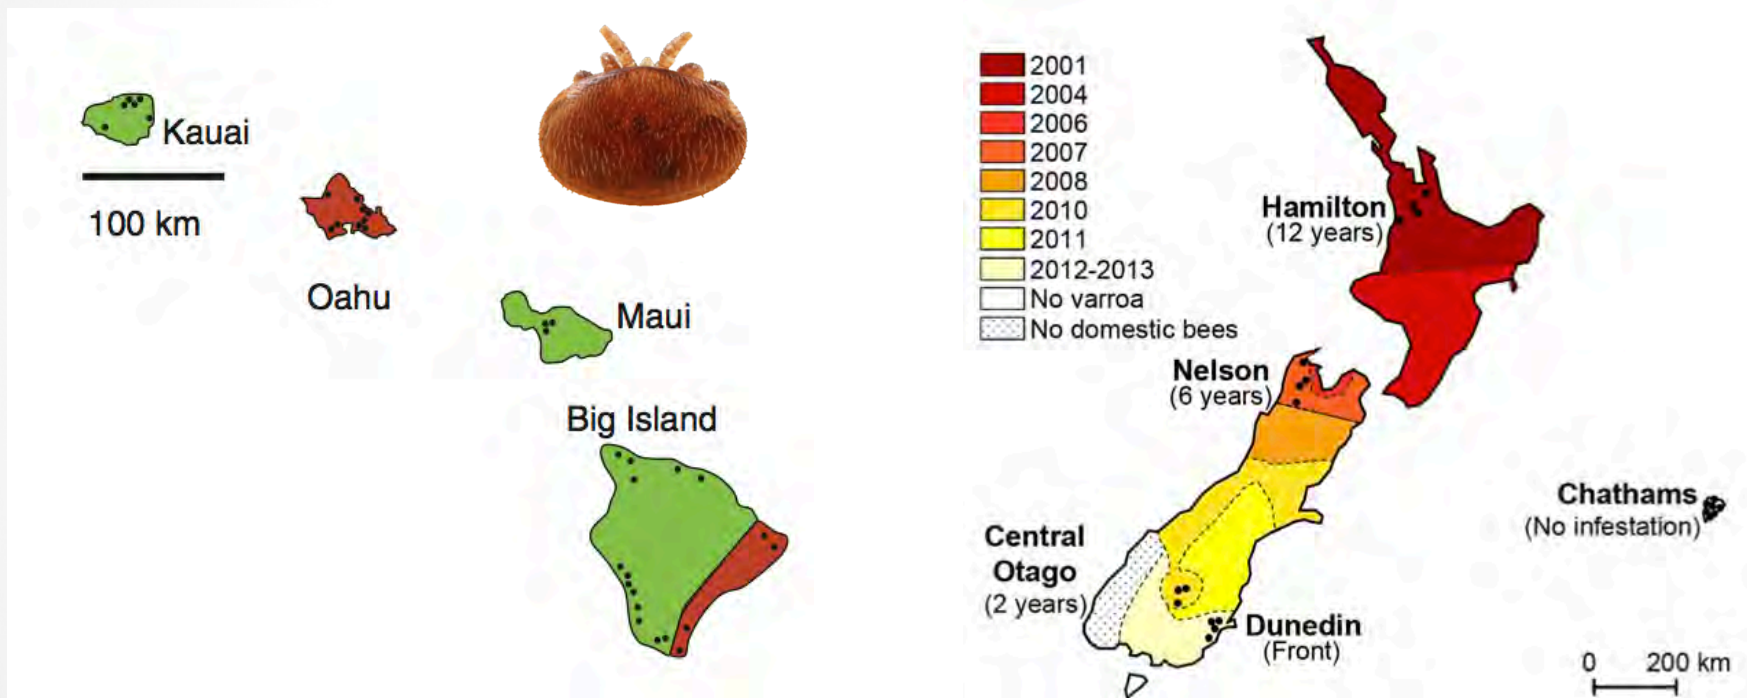 Kauai
100 km
Oahu
Maui
Big Island
2001
2004
2006
2007
2008
2010
2011
2012-2013
No varroa
No domestic bees
Hamilton
(12 years)
Nelson
(6 years)
Chathams
(No infestation)
Central
Otago
(2 years)
Dunedin
(Front)
0 200 km